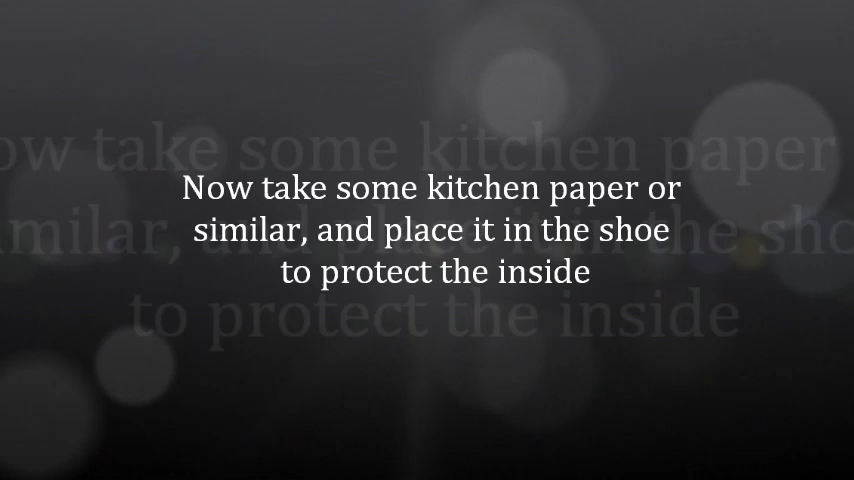 Now take some kitchen paper or
similar, and place it in the shoe
to protect the inside